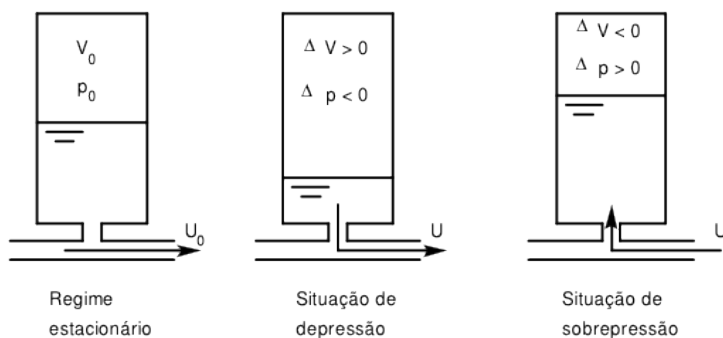 V₀
p₀
U₀
Regime
estacionário
Δ V > 0
Δ p < 0
U
Situação de
depressão
Δ V < 0
Δ p > 0
U
Situação de
sobrepressão